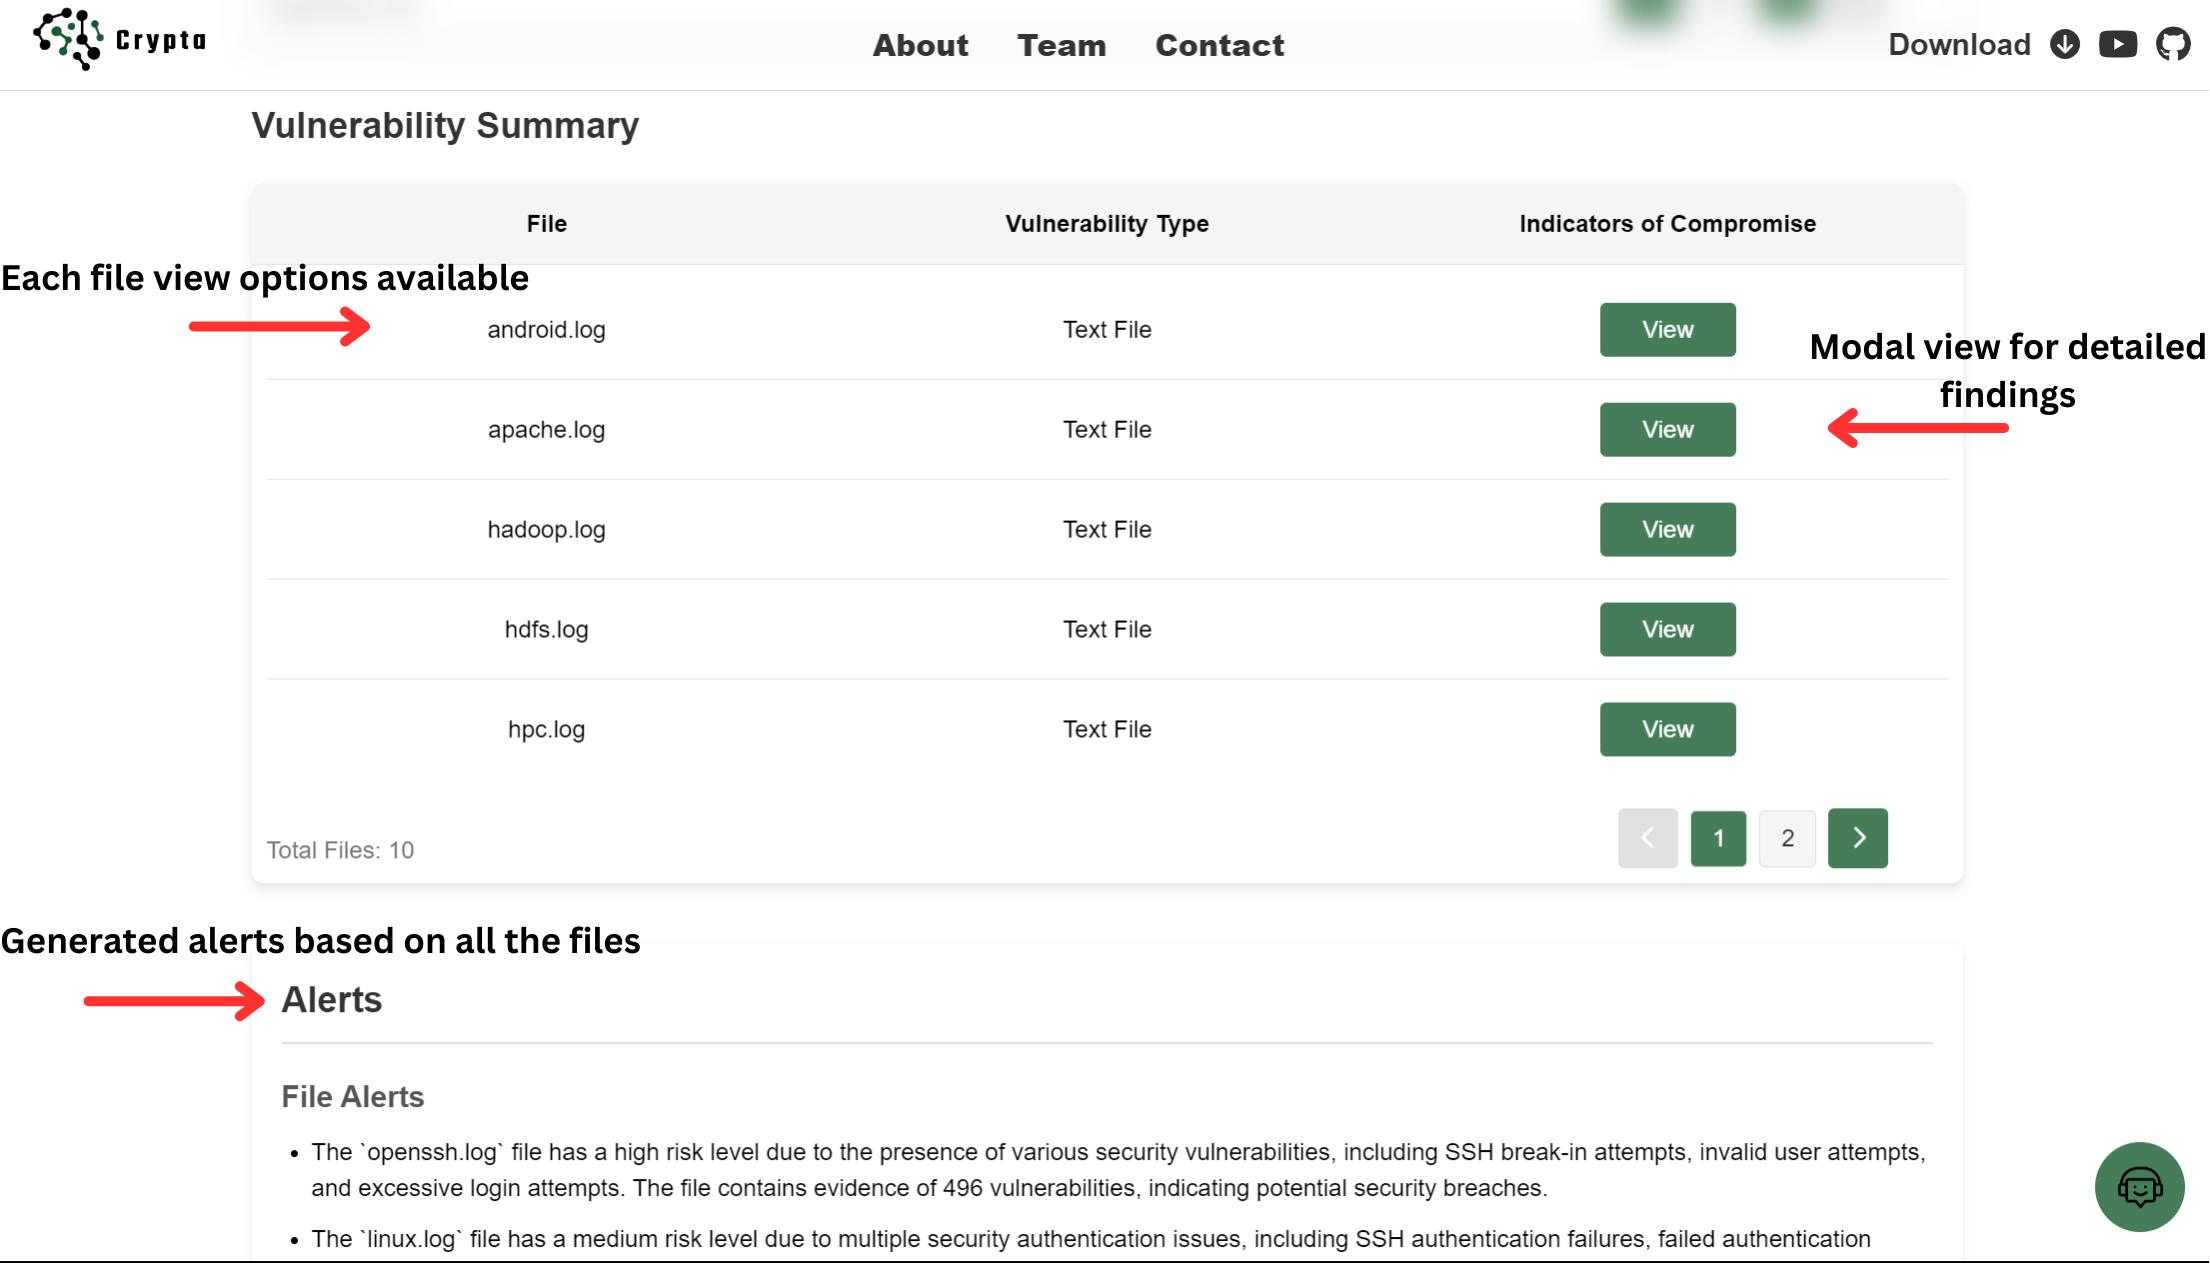 Crypta
About Team Contact
Download
Vulnerability Summary
File Vulnerability Type Indicators of Compromise
Each file view options available
android.log Text File View
Modal view for detailed
findings
apache.log Text File View
hadoop.log Text File View
hdfs.log Text File View
hpc.log Text File View
Total Files: 10
1 2
Generated alerts based on all the files
Alerts
File Alerts
• The `openssh.log` file has a high risk level due to the presence of various security vulnerabilities, including SSH break-in attempts, invalid user attempts,
and excessive login attempts. The file contains evidence of 496 vulnerabilities, indicating potential security breaches.
• The `linux.log` file has a medium risk level due to multiple security authentication issues, including SSH authentication failures, failed authentication